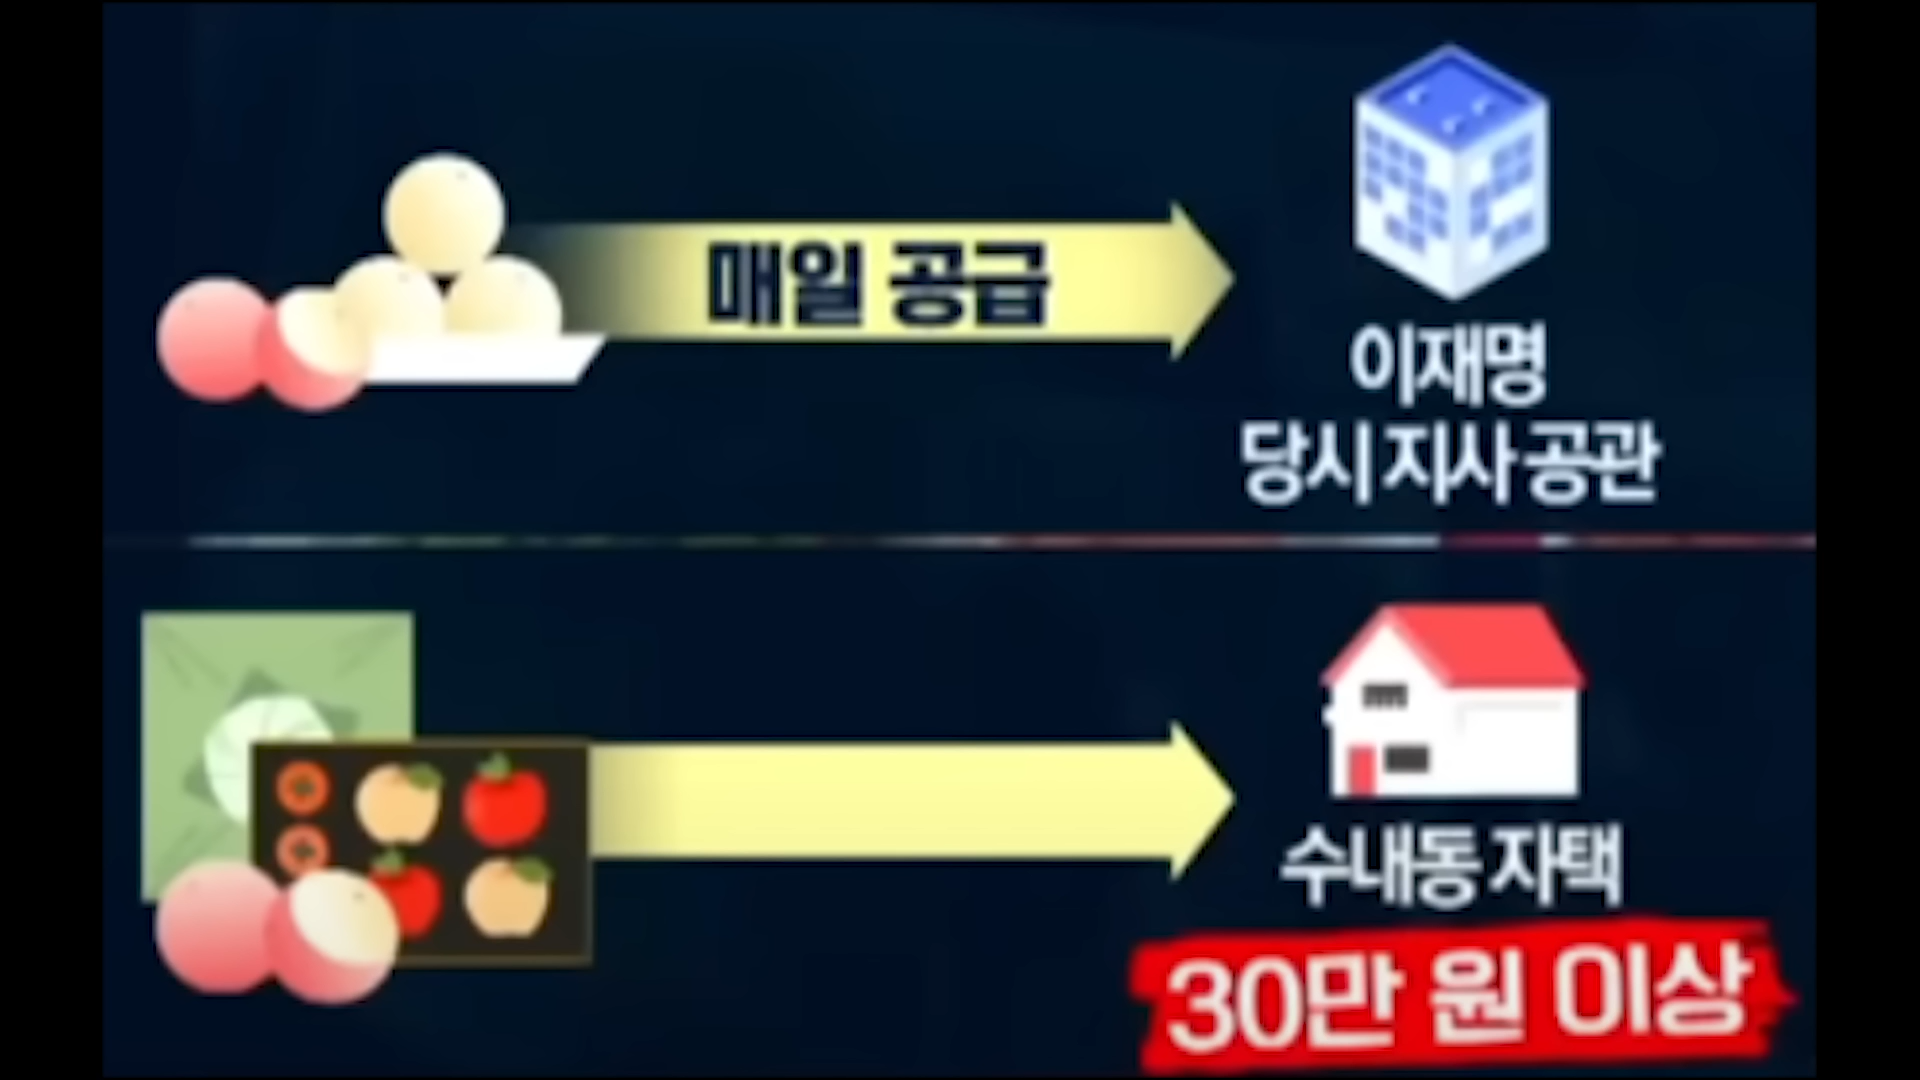 매일 공급
이재명
당시 지사 공관
수내동 자택
30만 원 이상